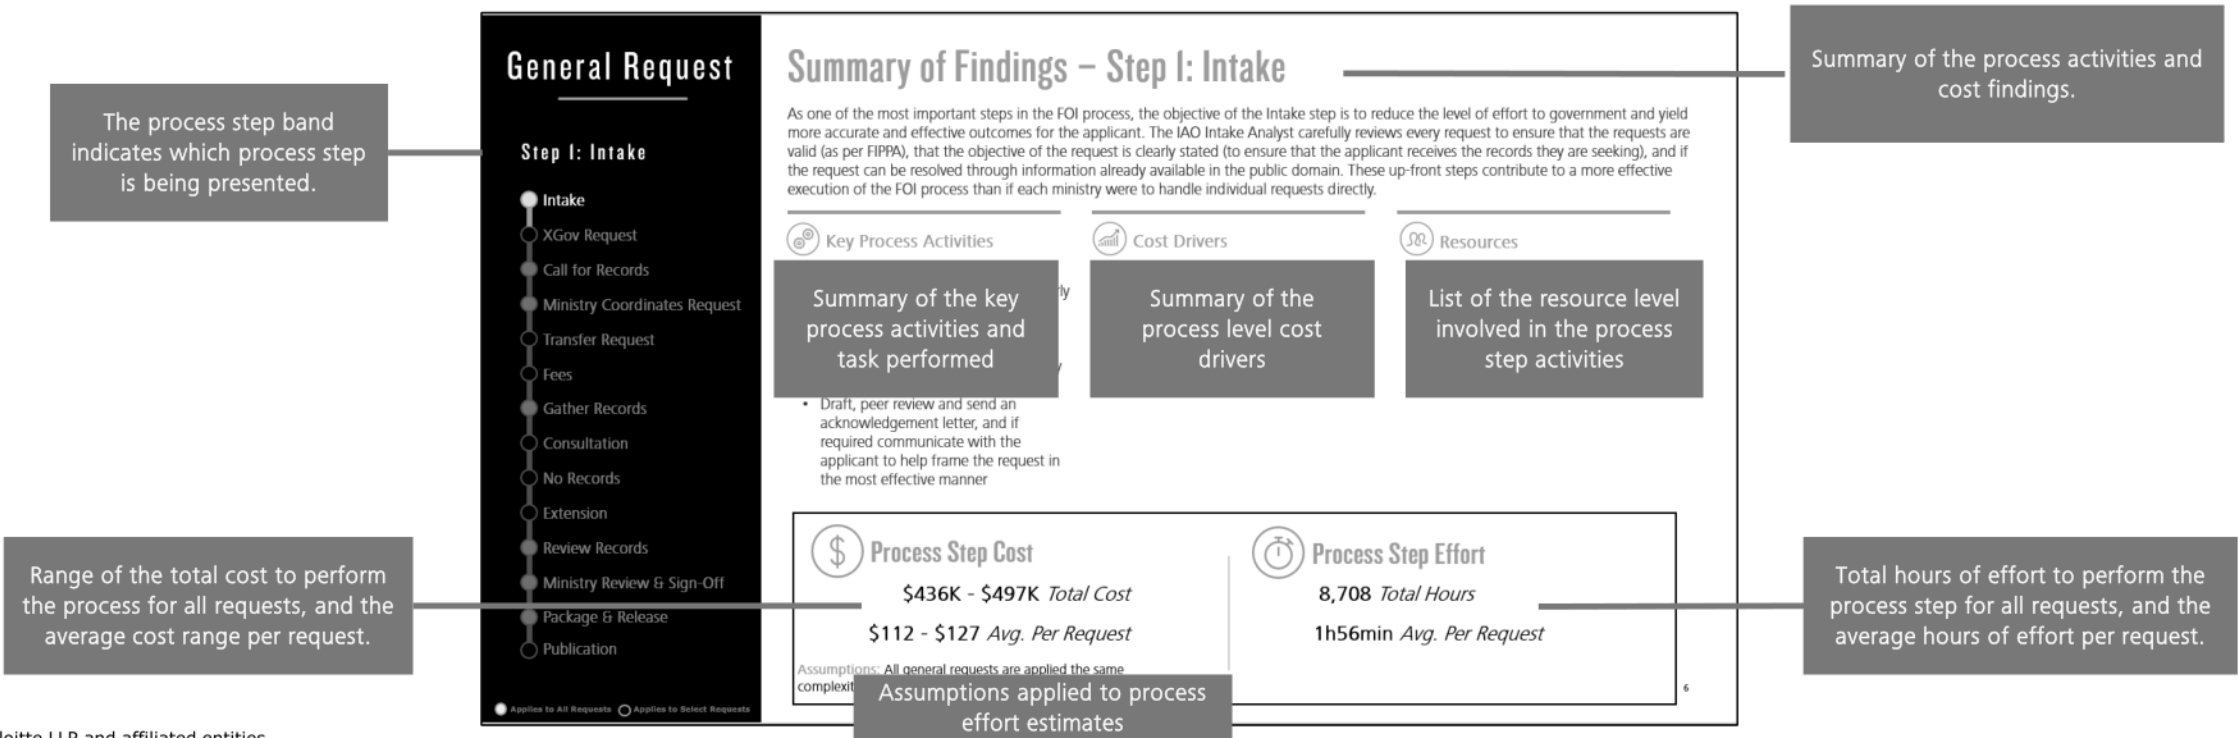 General Request
Step 1: Intake
Intake
XGov Request
Call for Records
Ministry Coordinates Request
Transfer Request
Fees
Gather Records
Consultation
No Records
Extension
Review Records
Ministry Review & Sign-Off
Package & Release
Publication
Applies to All Requests
Applies to Select Requests
The process step band
indicates which process step
is being presented.
Range of the total cost to perform
the process for all requests, and the
average cost range per request.
Summary of Findings – Step 1: Intake
As one of the most important steps in the FOI process, the objective of the Intake step is to reduce the level of effort to government and yield
more accurate and effective outcomes for the applicant. The IAO Intake Analyst carefully reviews every request to ensure that the requests are
valid (as per FIPPA), that the objective of the request is clearly stated (to ensure that the applicant receives the records they are seeking), and if
the request can be resolved through information already available in the public domain. These up-front steps contribute to a more effective
execution of the FOI process than if each ministry were to handle individual requests directly.
Key Process Activities
Summary of the key
process activities and
task performed
• Draft, peer review and send an
acknowledgement letter, and if
required communicate with the
applicant to help frame the request in
the most effective manner
Cost Drivers
Summary of the
process level cost
drivers
Resources
List of the resource level
involved in the process
step activities
$ Process Step Cost
$436K - $497K Total Cost
$112 - $127 Avg. Per Request
Assumptions: All general requests are applied the same
Assumptions applied to process
effort estimates
Process Step Effort
8,708 Total Hours
1h56min Avg. Per Request
6
Summary of the process activities and
cost findings.
Total hours of effort to perform the
process step for all requests, and the
average hours of effort per request.
LLP and affiliated entities